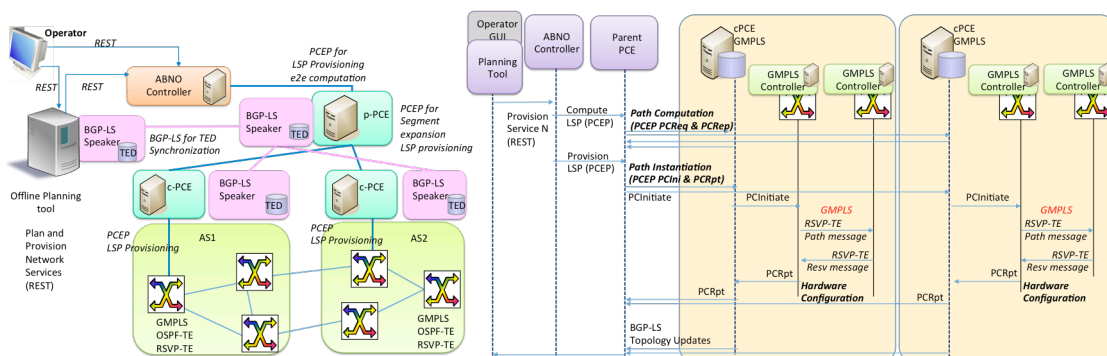 Operator
REST
REST
REST
ABNO
Controller
PCEP for
LSP Provisioning
e2e computation
BGP-LS
Speaker
TED
p-PCE
PCEP for
Segment
expansion
LSP provisioning
BGP-LS
Speaker
TED
BGP-LS for TED
Synchronization
Offline Planning
tool
Plan and
Provision
Network
Services
(REST)
c-PCE
BGP-LS
Speaker
TED
c-PCE
BGP-LS
Speaker
TED
PCEP
LSP Provisioning
AS1
PCEP
LSP Provisioning
AS2
GMPLS
OSPF-TE
RSVP-TE
GMPLS
OSPF-TE
RSVP-TE
Operator
GUI
Planning
Tool
ABNO
Controller
Parent
PCE
cPCE
GMPLS
GMPLS
Controller
GMPLS
Controller
cPCE
GMPLS
GMPLS
Controller
GMPLS
Controller
Provision
Service N
(REST)
Compute
LSP (PCEP)
Path Computation
(PCEP PCReq & PCRep)
Provision
LSP (PCEP)
Path Instantiation
(PCEP PCIni & PCRpt)
PCInitiate
PCInitiate
GMPLS
RSVP-TE
Path message
RSVP-TE
Resv message
PCRpt
Hardware
Configuration
PCRpt
PCInitiate
GMPLS
RSVP-TE
Path message
RSVP-TE
Resv message
PCRpt
Hardware
Configuration
BGP-LS
Topology Updates